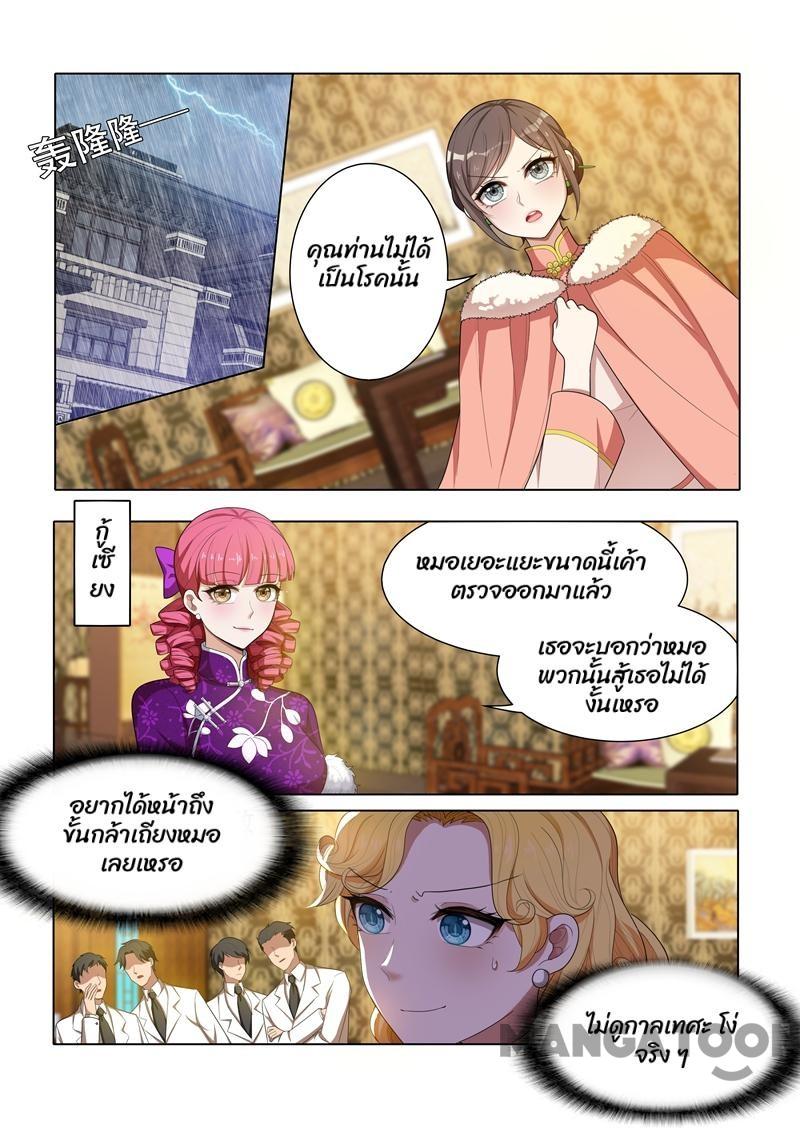 轰隆隆——
คุณท่านไม่ได้
เป็นโรคนั้น
กู้
เซี
ยง
หมอเยอะแยะขนาดนี้เค้า
ตรวจออกมาแล้ว
เธอจะบอกว่าหมอ
พวกนั้นสู้เธอไม่ได้
งั้นเหรอ
อยากได้หน้าถึง
ขั้นกล้าเถียงหมอ
เลยเหรอ
ไม่ดูกาลเทศะ โง่
จริง ๆ
MANGATOON